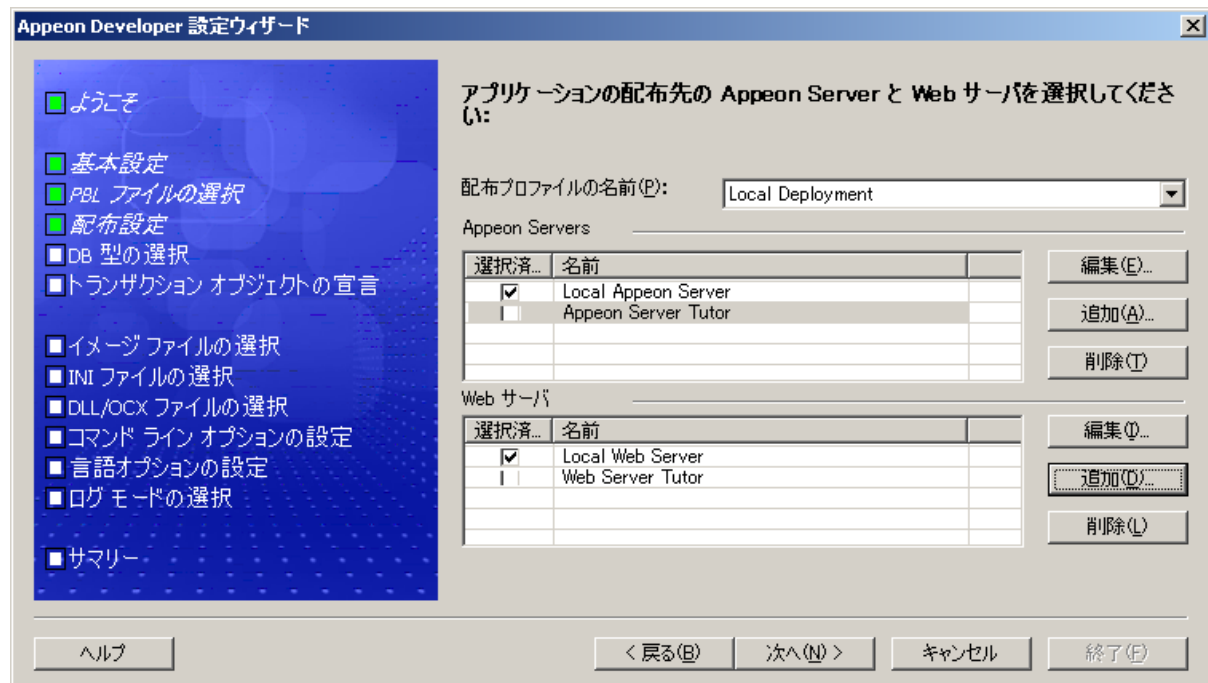 Appeon Developer 設定ウィザード
ようこそ
基本設定
PBL ファイルの選択
配布設定
DB 型の選択
トランザクション オブジェクトの宣言
イメージ ファイルの選択
INI ファイルの選択
DLL/OCX ファイルの選択
コマンド ライン オプションの設定
言語オプションの設定
ログ モードの選択
サマリー
アプリケーションの配布先の Appeon Server と Web サーバを選択してくださ
い:
配布プロファイルの名前(P): Local Deployment
Appeon Servers
選択済... 名前
Local Appeon Server
Appeon Server Tutor
編集(E)...
追加(A)...
削除(T)
Web サーバ
選択済... 名前
Local Web Server
Web Server Tutor
編集(I)...
追加(D)...
削除(L)
ヘルプ
< 戻る(B)
次へ(N) >
キャンセル
終了(F)